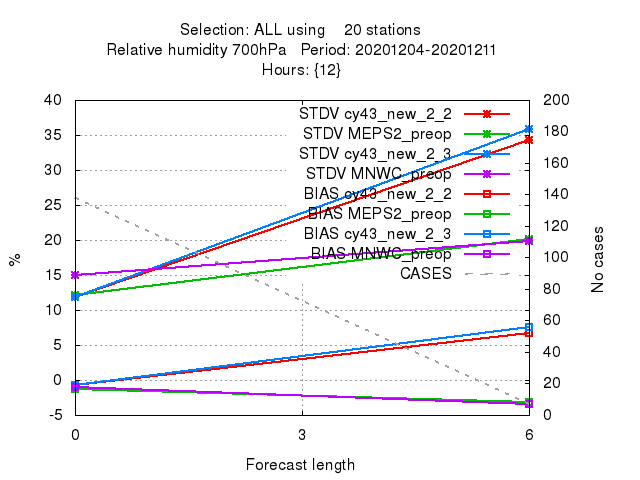 Selection: ALL using 20 stations
Relative humidity 700hPa Period: 20201204-20201211
Hours: {12}
40
35
30
25
20
15
10
5
0
-5
%
200
180
160
140
120
100
80
60
40
20
0
No cases
STDV cy43_new_2_2
STDV MEPS2_preop
STDV cy43_new_2_3
STDV MNWC_preop
BIAS cy43_new_2_2
BIAS MEPS2_preop
BIAS cy43_new_2_3
BIAS MNWC_preop
CASES
0 3 6
Forecast length